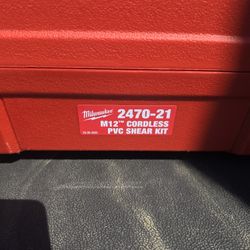 Milwaukee 2470-21
M12™ CORDLESS
PVC SHEAR KIT